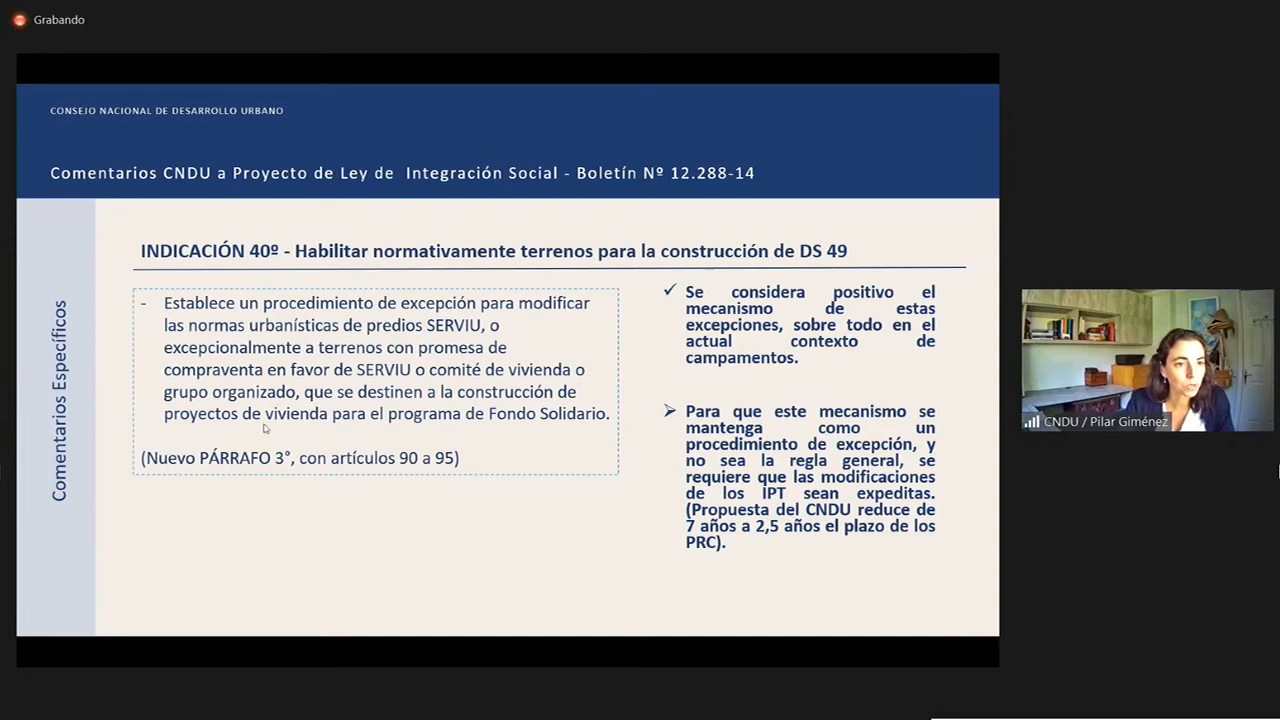 Grabando
CONSEJO NACIONAL DE DESARROLLO URBANO
Comentarios CNDU a Proyecto de Ley de Integración Social - Boletín Nº 12.288-14
Comentarios Específicos
INDICACIÓN 40º - Habilitar normativamente terrenos para la construcción de DS 49
- Establece un procedimiento de excepción para modificar
las normas urbanísticas de predios SERVIU, o
excepcionalmente a terrenos con promesa de
compraventa en favor de SERVIU o comité de vivienda o
grupo organizado, que se destinen a la construcción de
proyectos de vivienda para el programa de Fondo Solidario.
(Nuevo PÁRRAFO 3°, con artículos 90 a 95)
✓ Se considera positivo el
mecanismo de estas
excepciones, sobre todo en el
actual contexto de
campamentos.
➢ Para que este mecanismo se
mantenga como un
procedimiento de excepción, y
no sea la regla general, se
requiere que las modificaciones
de los IPT sean expeditas.
(Propuesta del CNDU reduce de
7 años a 2,5 años el plazo de los
PRC).
CNDU / Pilar Giménez